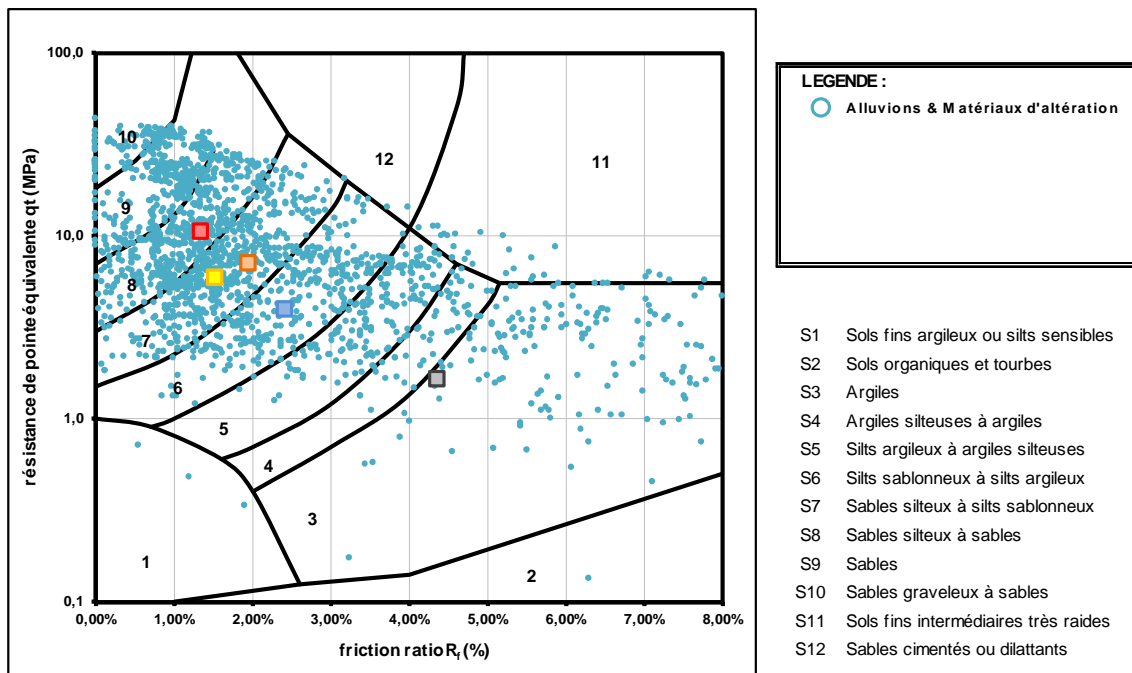 100,0
10,0
1,0
0,1
résistance de pointe équivalente qt (MPa)
10
12
11
9
8
7
6
5
4
3
1
2
0,00% 1,00% 2,00% 3,00% 4,00% 5,00% 6,00% 7,00% 8,00%
friction ratio Rf (%)
LEGENDE :
Alluvions & Matériaux d'altération
S1 Sols fins argileux ou silts sensibles
S2 Sols organiques et tourbes
S3 Argiles
S4 Argiles silteuses à argiles
S5 Silts argileux à argiles silteuses
S6 Silts sablonneux à silts argileux
S7 Sables silteux à silts sablonneux
S8 Sables silteux à sables
S9 Sables
S10 Sables graveleux à sables
S11 Sols fins intermédiaires très raides
S12 Sables cimentés ou dilattants